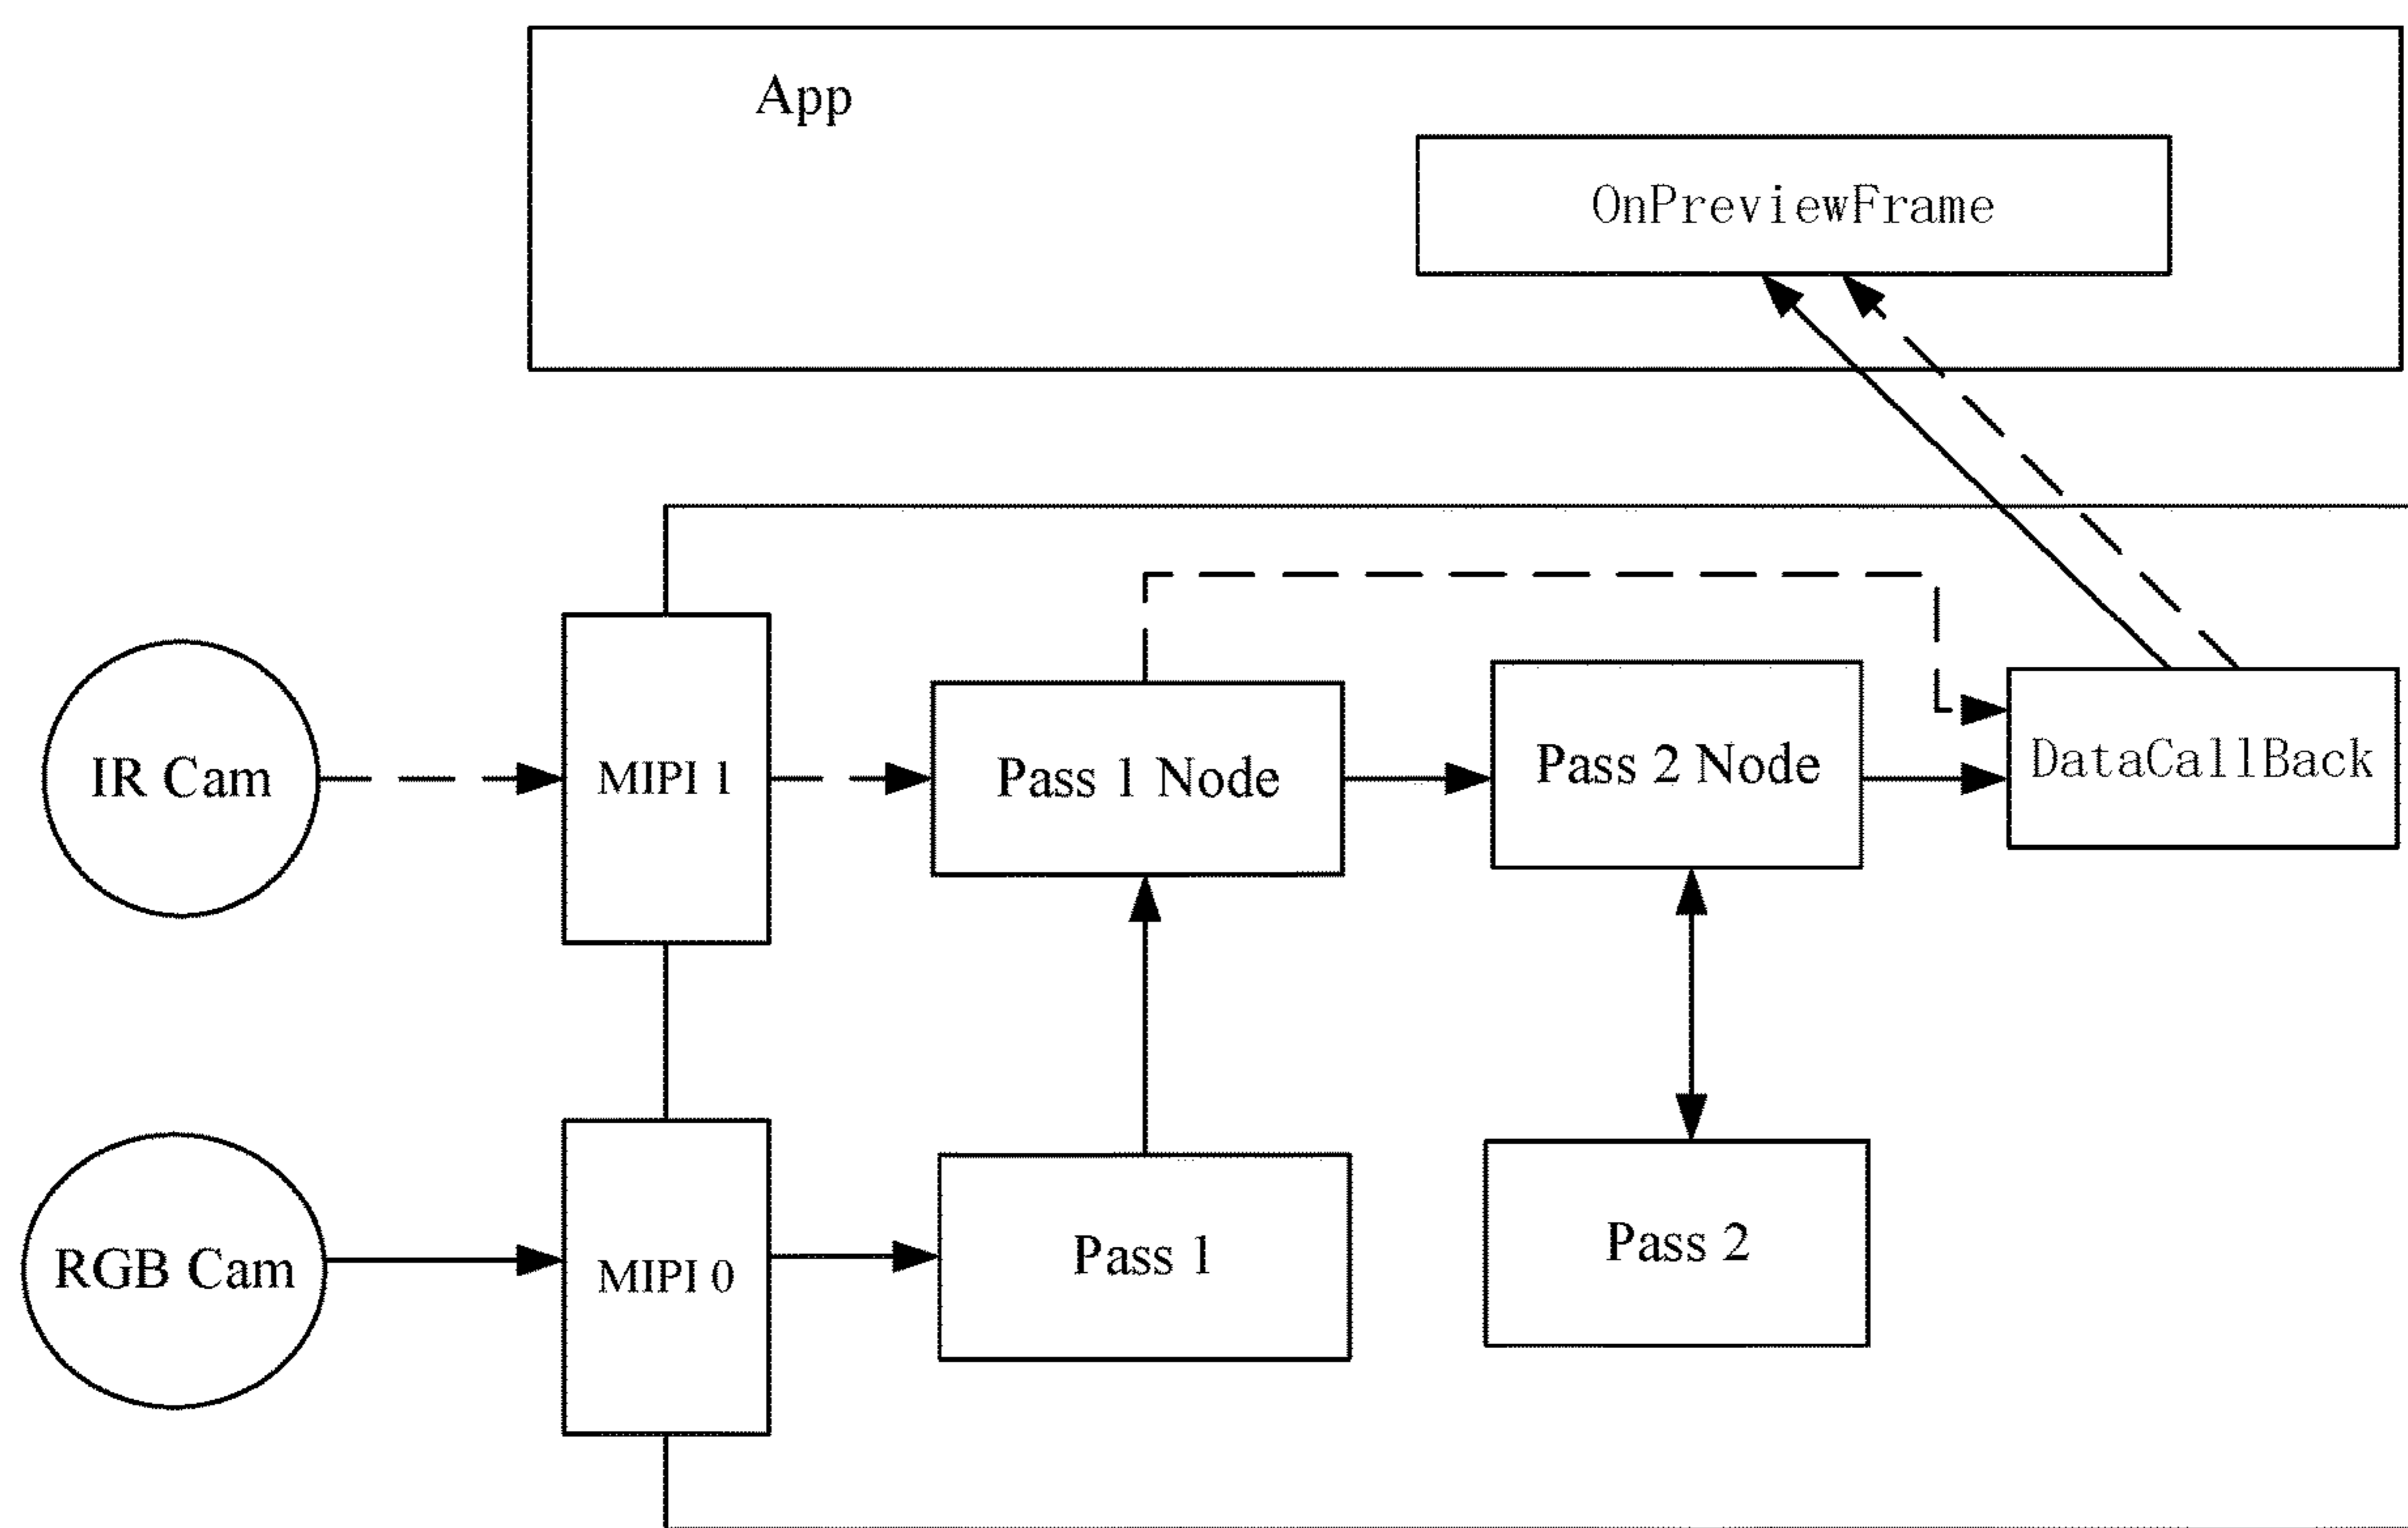 App
OnPreviewFrame
IR Cam
MIPI 1
Pass 1 Node
Pass 2 Node
DataCallBack
RGB Cam
MIPI 0
Pass 1
Pass 2